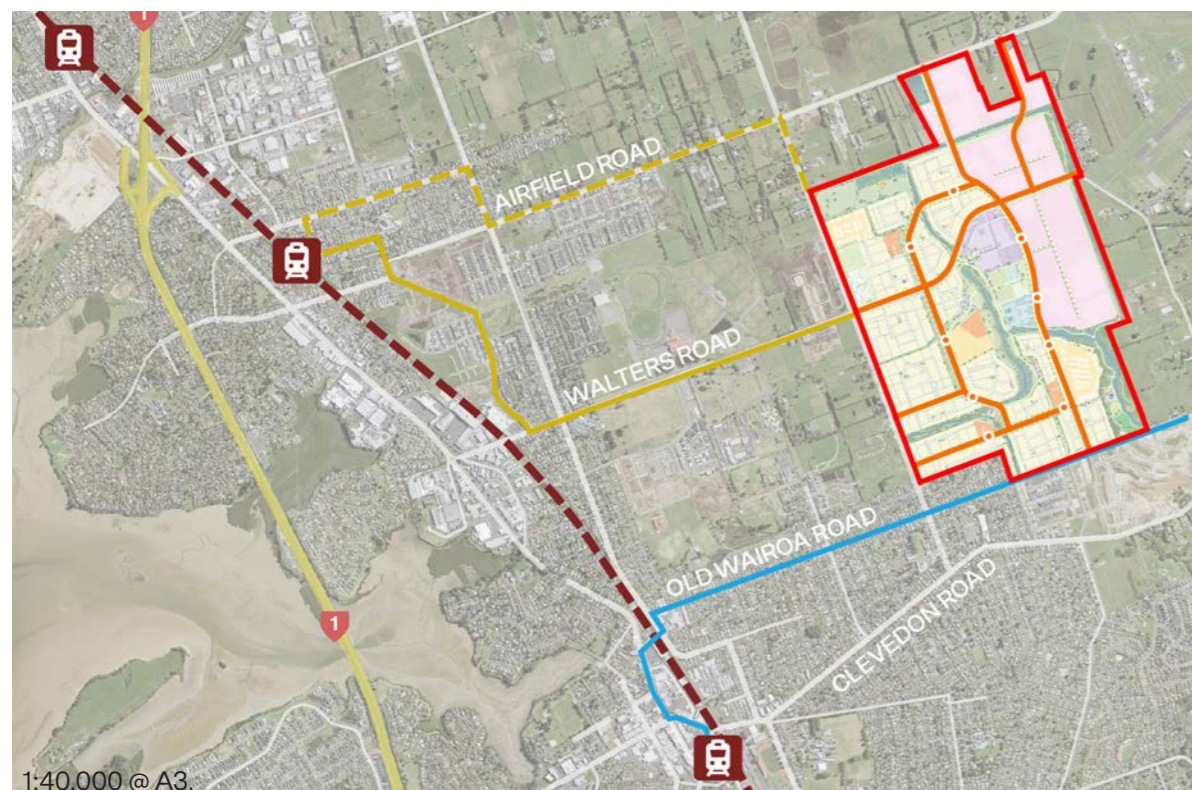 1
AIRFIELD ROAD
WALTERS ROAD
OLD WAIROA ROAD
CLEVEDON ROAD
1
1:40,000 @ A3.